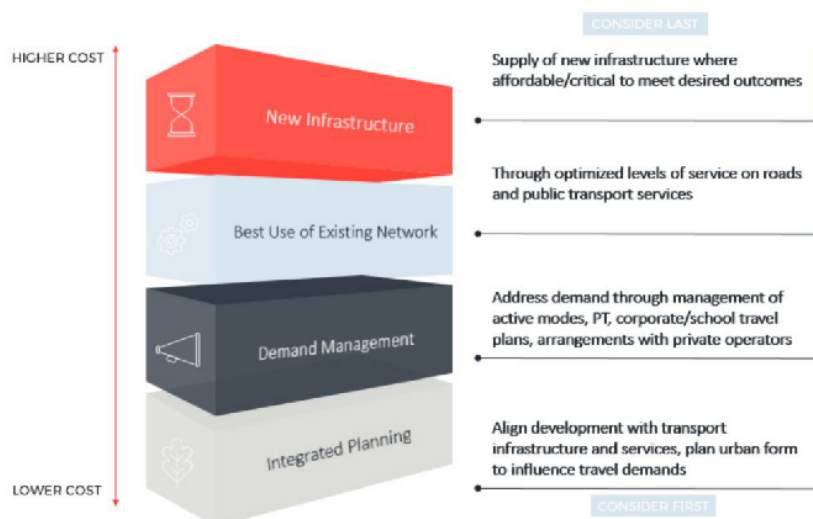 CONSIDER LAST
HIGHER COST
Supply of new infrastructure where
affordable/critical to meet desired outcomes
New Infrastructure
Through optimized levels of service on roads
and public transport services
Best Use of Existing Network
Address demand through management of
active modes, PT, corporate/school travel
plans, arrangements with private operators
Demand Management
Align development with transport
infrastructure and services, plan urban form
to influence travel demands
Integrated Planning
LOWER COST
CONSIDER FIRST